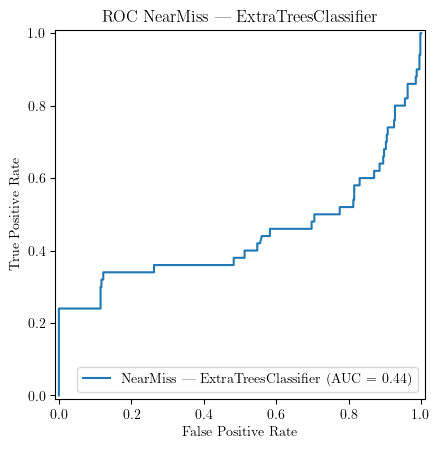 ROC NearMiss — ExtraTreesClassifier
1.0
0.8
0.6
0.4
0.2
0.0
True Positive Rate
NearMiss — ExtraTreesClassifier (AUC = 0.44)
0.0 0.2 0.4 0.6 0.8 1.0
False Positive Rate